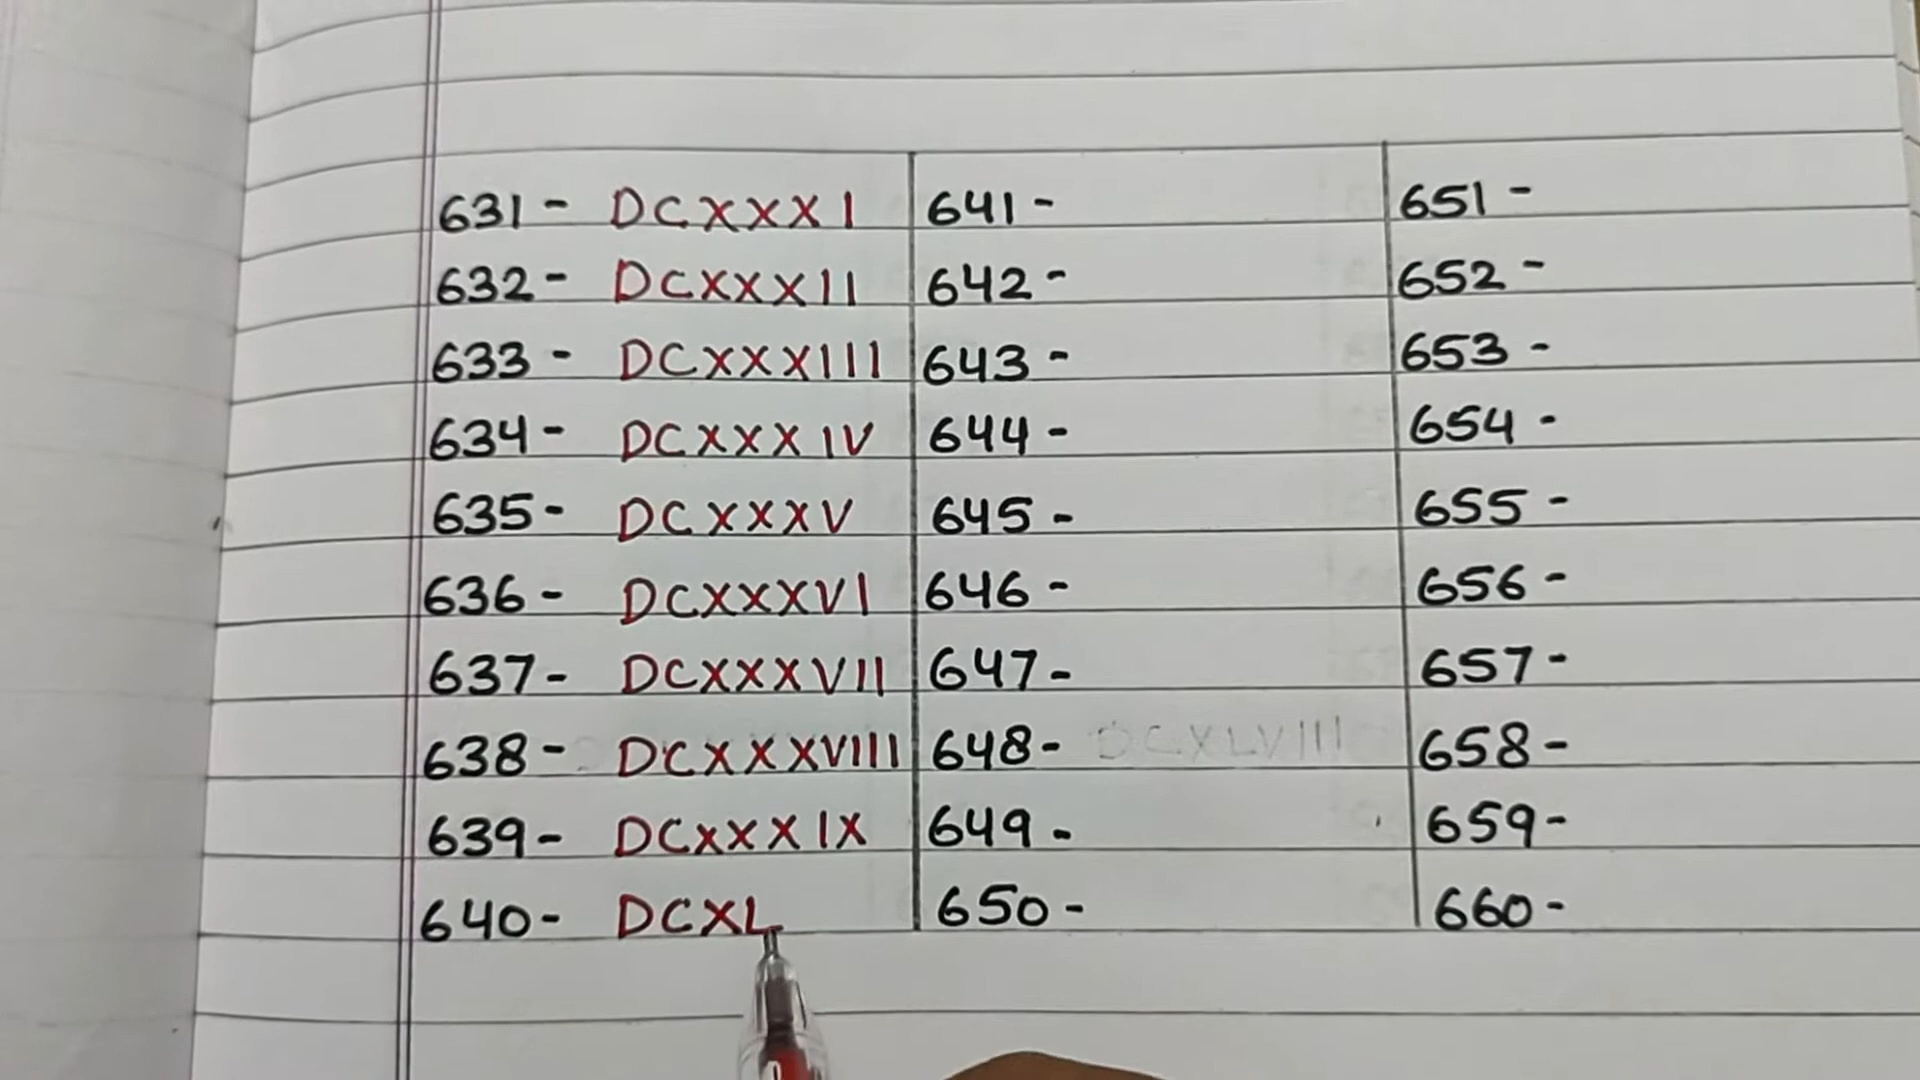 631 - DCXXXI 641 - 651 -
632 - DCXXXII 642 - 652 -
633 - DCXXXIII 643 - 653 -
634 - DCXXXIV 644 - 654 -
635 - DCXXXV 645 - 655 -
636 - DCXXXVI 646 - 656 -
637 - DCXXXVII 647 - 657 -
638 - DCXXXVIII 648 - DCXLVIII 658 -
639 - DCXXXIX 649 - 659 -
640 - DCXL 650 - 660 -